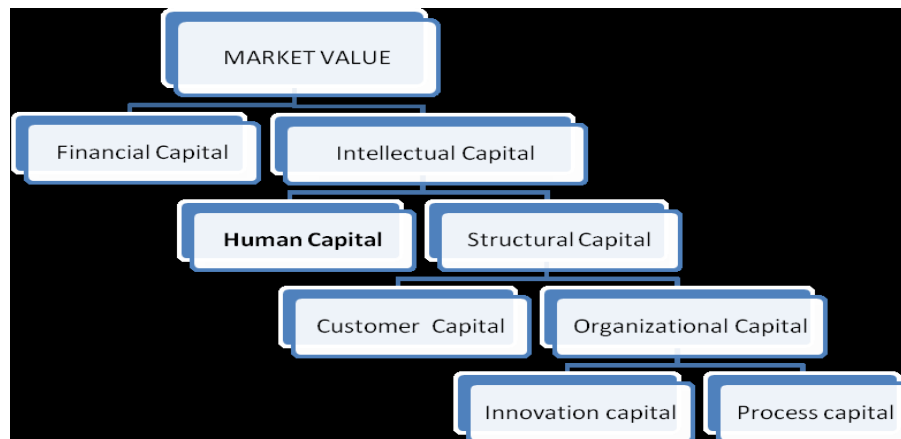 MARKET VALUE
Financial Capital
Intellectual Capital
Human Capital
Structural Capital
Customer Capital
Organizational Capital
Innovation capital
Process capital